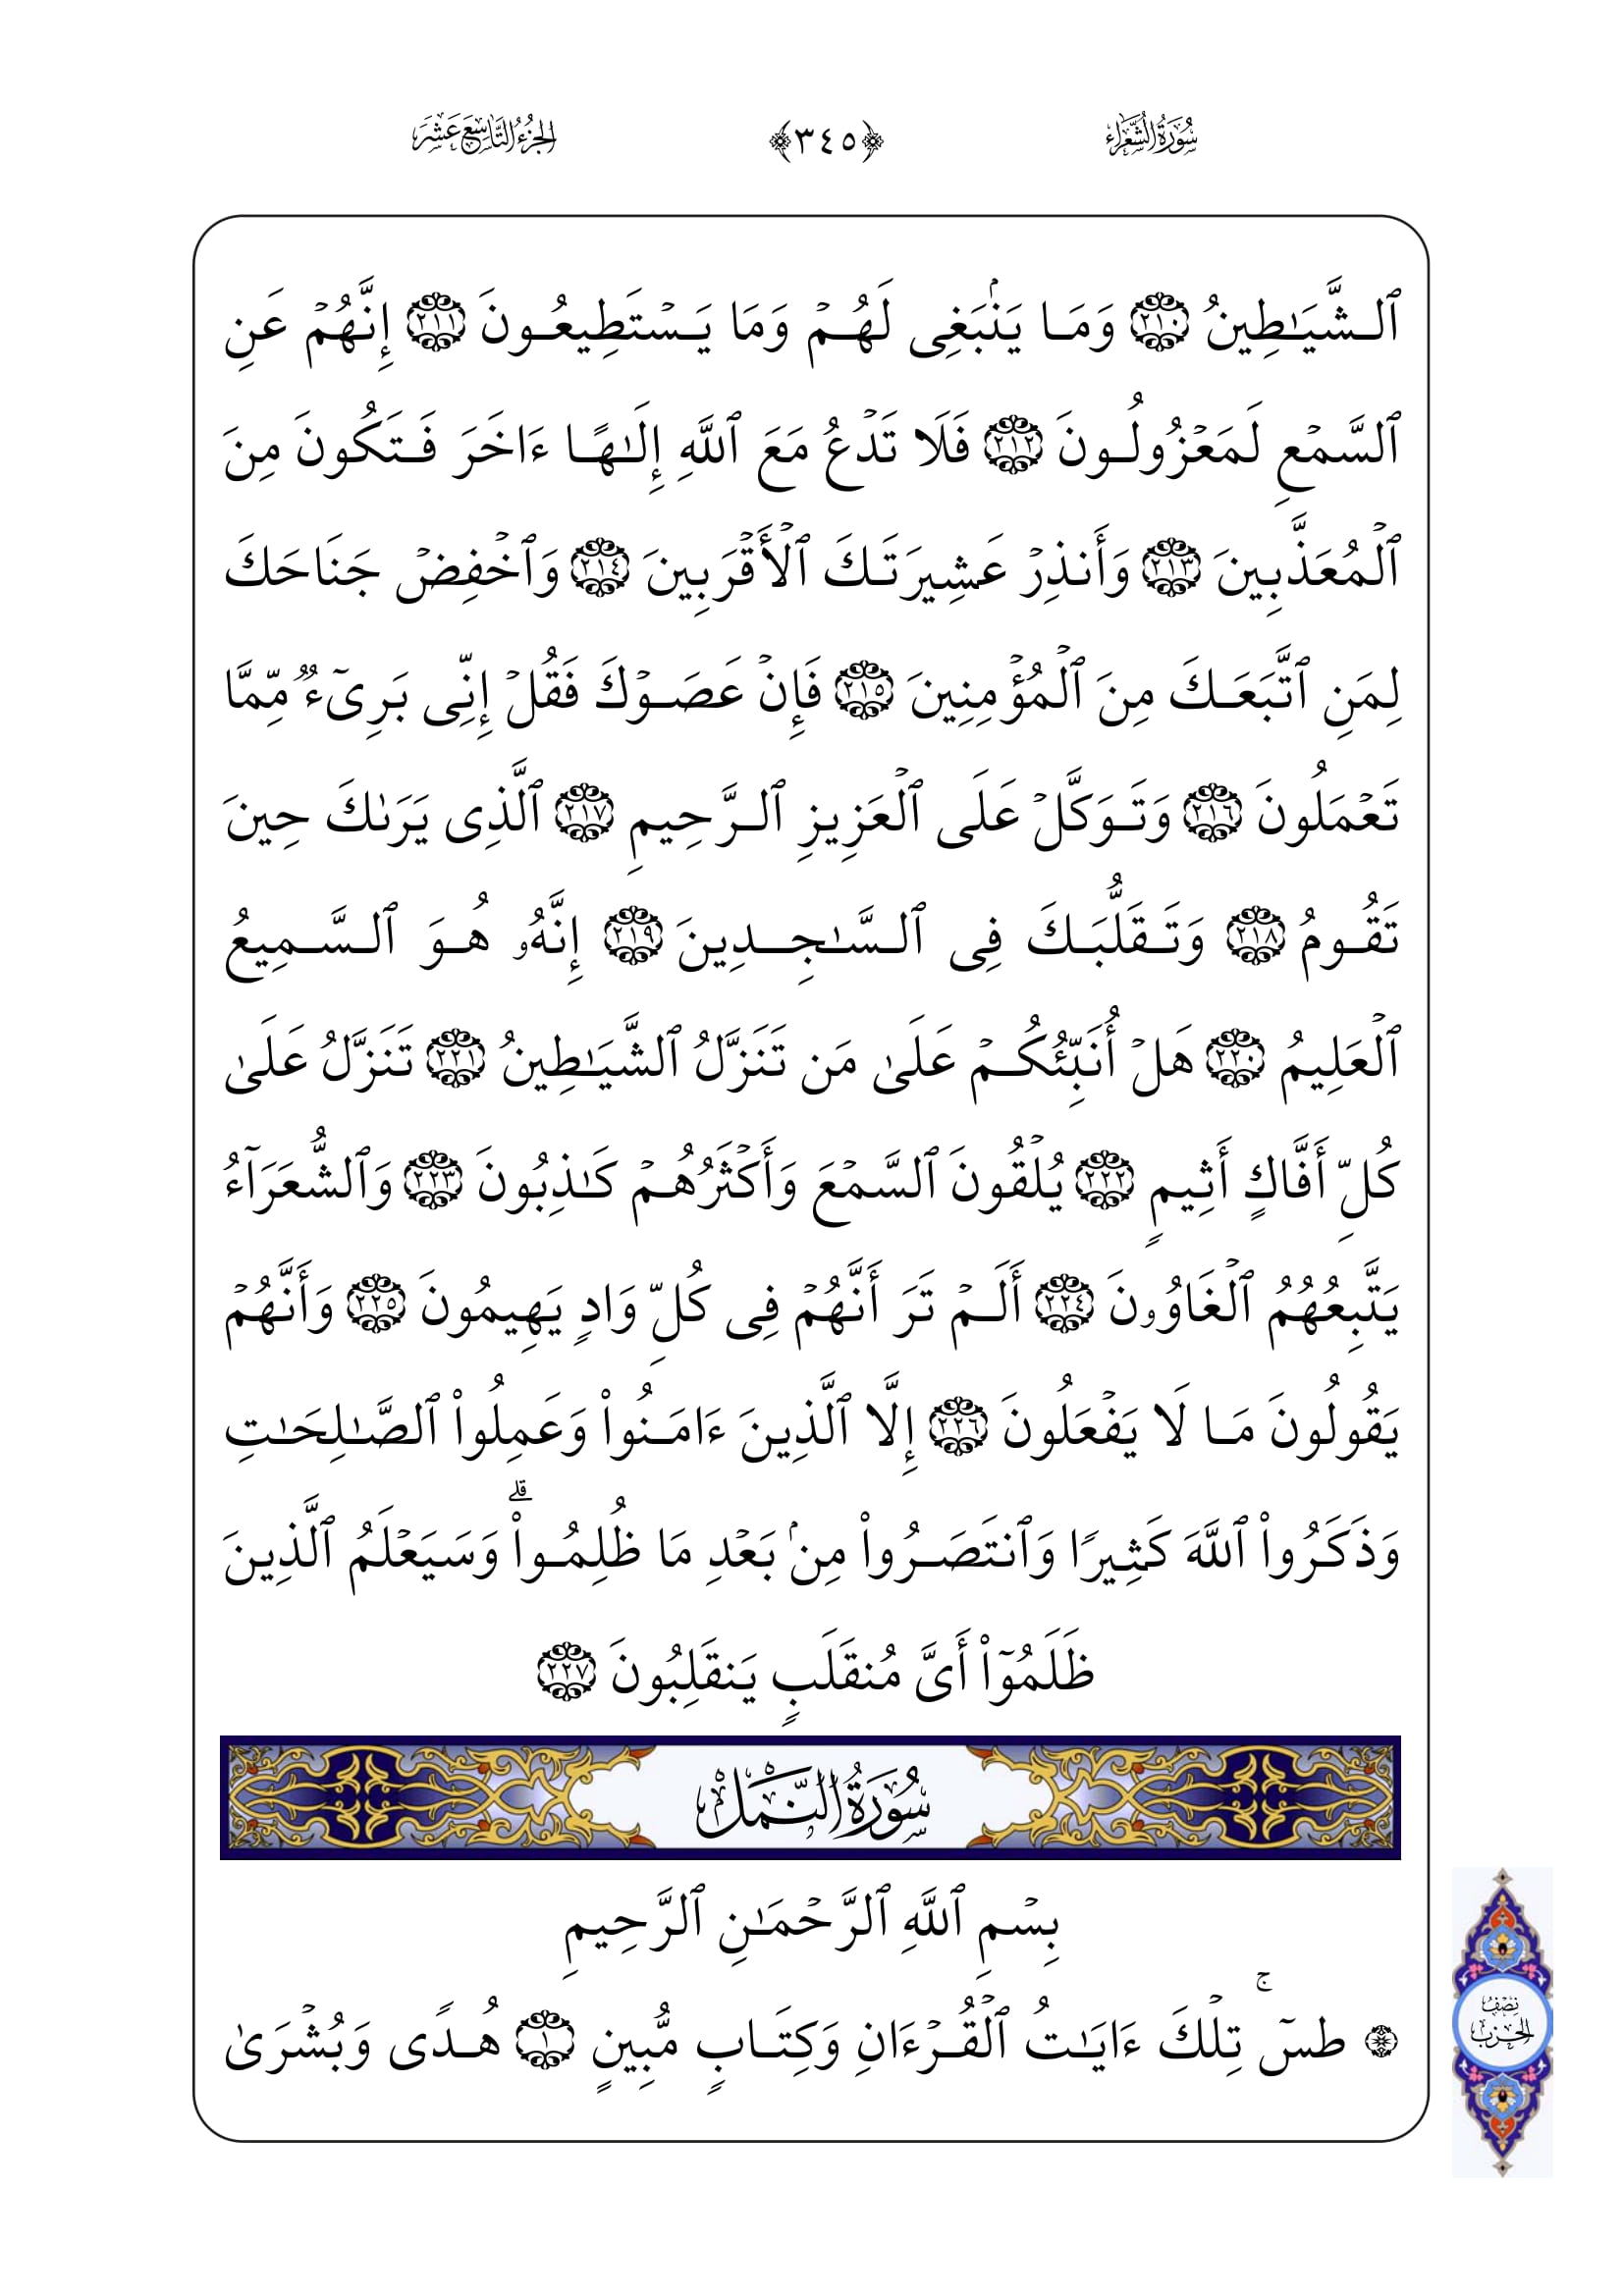 سُورَةُ الشُّعَرَاء ﴿٣٤٥﴾ الجُزْءُ التَّاسِعَ عَشَرَ
ٱلشَّيَٰطِينُ ٢١٠ وَمَا يَنۢبَغِى لَهُمْ وَمَا يَسْتَطِيعُونَ ٢١١ إِنَّهُمْ عَنِ
ٱلسَّمْعِ لَمَعْزُولُونَ ٢١٢ فَلَا تَدْعُ مَعَ ٱللَّهِ إِلَٰهًا ءَاخَرَ فَتَكُونَ مِنَ
ٱلْمُعَذَّبِينَ ٢١٣ وَأَنذِرْ عَشِيرَتَكَ ٱلْأَقْرَبِينَ ٢١٤ وَٱخْفِضْ جَنَاحَكَ
لِمَنِ ٱتَّبَعَكَ مِنَ ٱلْمُؤْمِنِينَ ٢١٥ فَإِنْ عَصَوْكَ فَقُلْ إِنِّى بَرِىٓءٌ مِّمَّا
تَعْمَلُونَ ٢١٦ وَتَوَكَّلْ عَلَى ٱلْعَزِيزِ ٱلرَّحِيمِ ٢١٧ ٱلَّذِى يَرَىٰكَ حِينَ
تَقُومُ ٢١٨ وَتَقَلُّبَكَ فِى ٱلسَّٰجِدِينَ ٢١٩ إِنَّهُۥ هُوَ ٱلسَّمِيعُ
ٱلْعَلِيمُ ٢٢٠ هَلْ أُنَبِّئُكُمْ عَلَىٰ مَن تَنَزَّلُ ٱلشَّيَٰطِينُ ٢٢١ تَنَزَّلُ عَلَىٰ
كُلِّ أَفَّاكٍ أَثِيمٍ ٢٢٢ يُلْقُونَ ٱلسَّمْعَ وَأَكْثَرُهُمْ كَٰذِبُونَ ٢٢٣ وَٱلشُّعَرَآءُ
يَتَّبِعُهُمُ ٱلْغَاوُۥنَ ٢٢٤ أَلَمْ تَرَ أَنَّهُمْ فِى كُلِّ وَادٍ يَهِيمُونَ ٢٢٥ وَأَنَّهُمْ
يَقُولُونَ مَا لَا يَفْعَلُونَ ٢٢٦ إِلَّا ٱلَّذِينَ ءَامَنُوا۟ وَعَمِلُوا۟ ٱلصَّٰلِحَٰتِ
وَذَكَرُوا۟ ٱللَّهَ كَثِيرًا وَٱنتَصَرُوا۟ مِنۢ بَعْدِ مَا ظُلِمُوا۟ۗ وَسَيَعْلَمُ ٱلَّذِينَ
ظَلَمُوٓا۟ أَىَّ مُنقَلَبٍ يَنقَلِبُونَ ٢٢٧
سُورَةُ النَّمْلِ
بِسْمِ ٱللَّهِ ٱلرَّحْمَٰنِ ٱلرَّحِيمِ
۞ طسٓۚ تِلْكَ ءَايَٰتُ ٱلْقُرْءَانِ وَكِتَابٍ مُّبِينٍ ١ هُدًى وَبُشْرَىٰ
نِصْفُ
الحِزْبِ